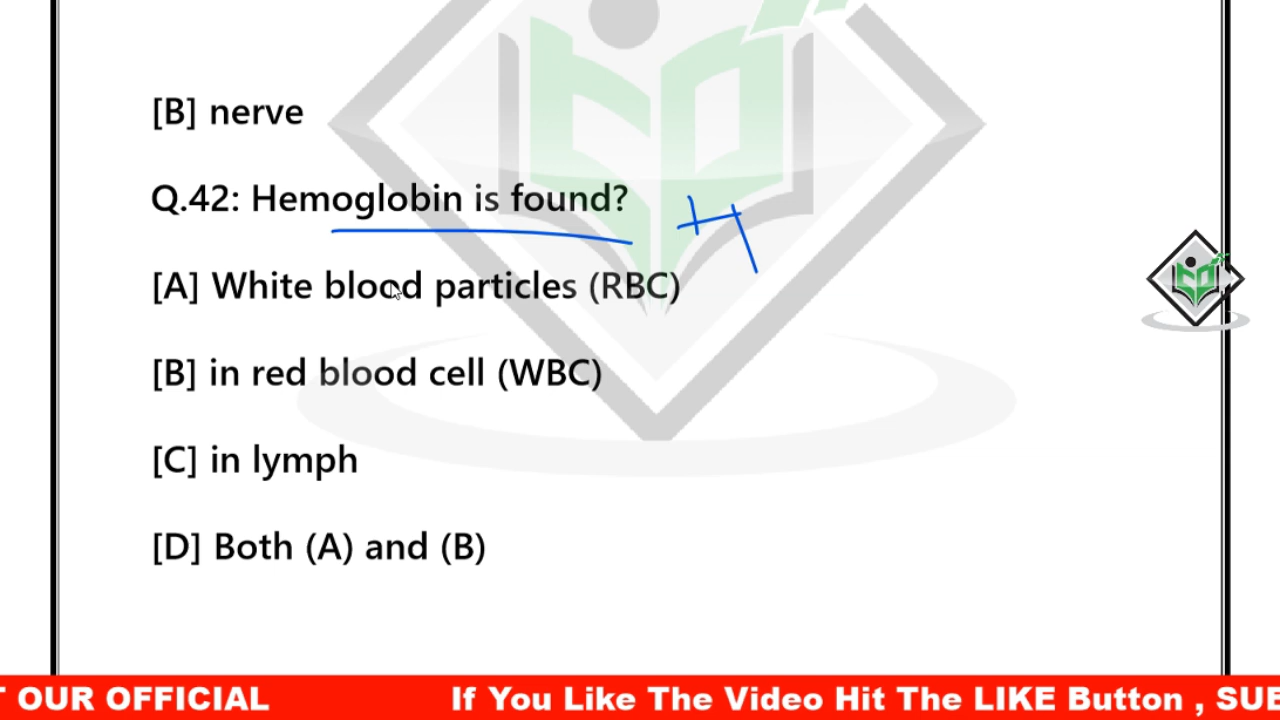 [B] nerve
Q.42: Hemoglobin is found?
H
[A] White blood particles (RBC)
[B] in red blood cell (WBC)
[C] in lymph
[D] Both (A) and (B)
T OUR OFFICIAL If You Like The Video Hit The LIKE Button , SUB